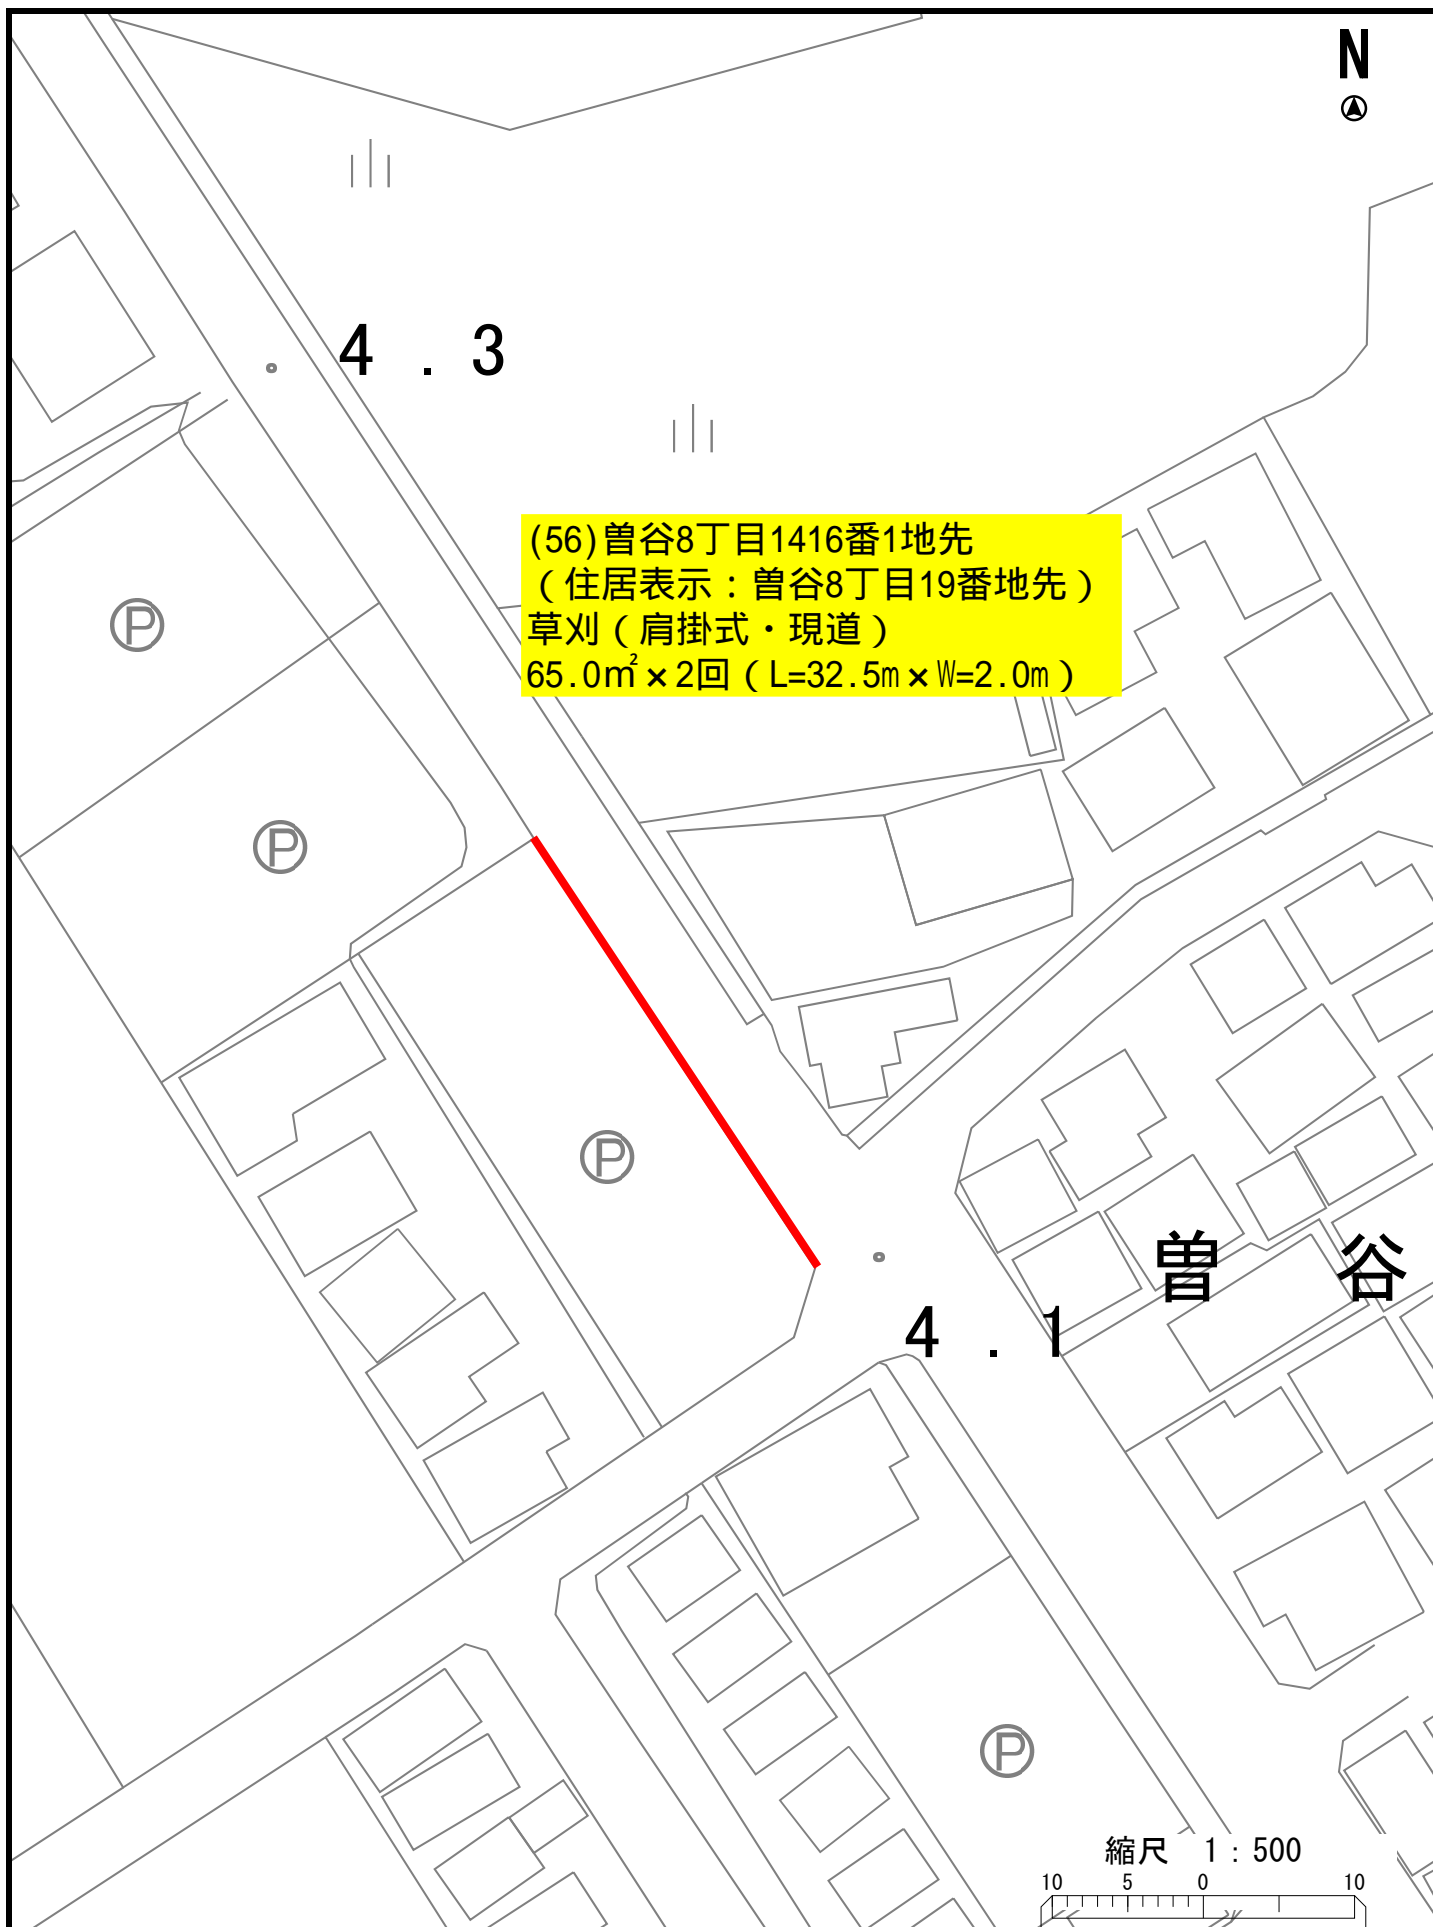 N
4.3
(56)曽谷8丁目1416番1地先
（住居表示：曽谷8丁目19番地先）
草刈（肩掛式・現道）
65.0㎡×2回（L=32.5m×W=2.0m）
P
P
P
曽谷
4.1
P
縮尺 1：500
10 5 0 10